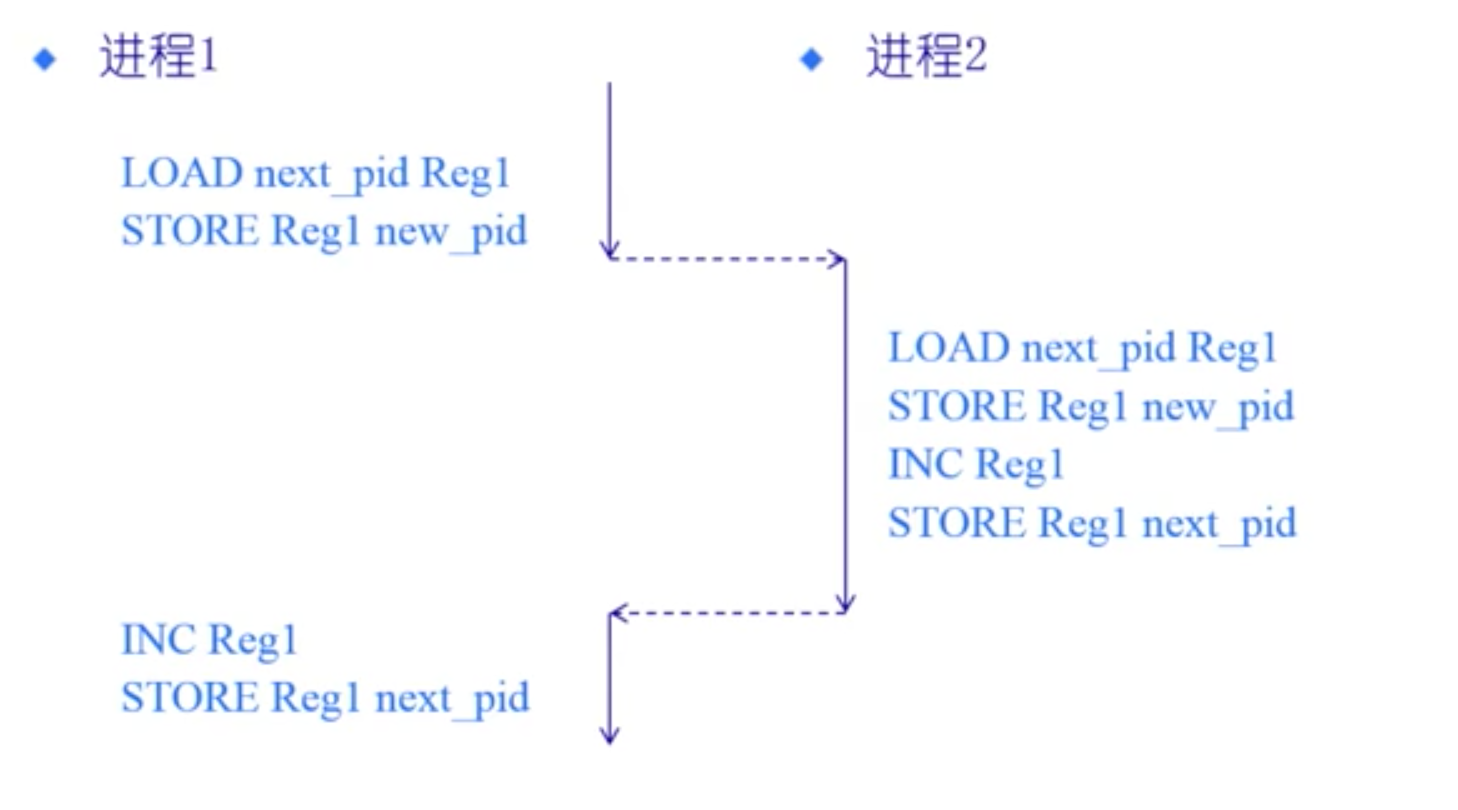 进程1
进程2
LOAD next_pid Reg1
STORE Reg1 new_pid
LOAD next_pid Reg1
STORE Reg1 new_pid
INC Reg1
STORE Reg1 next_pid
INC Reg1
STORE Reg1 next_pid